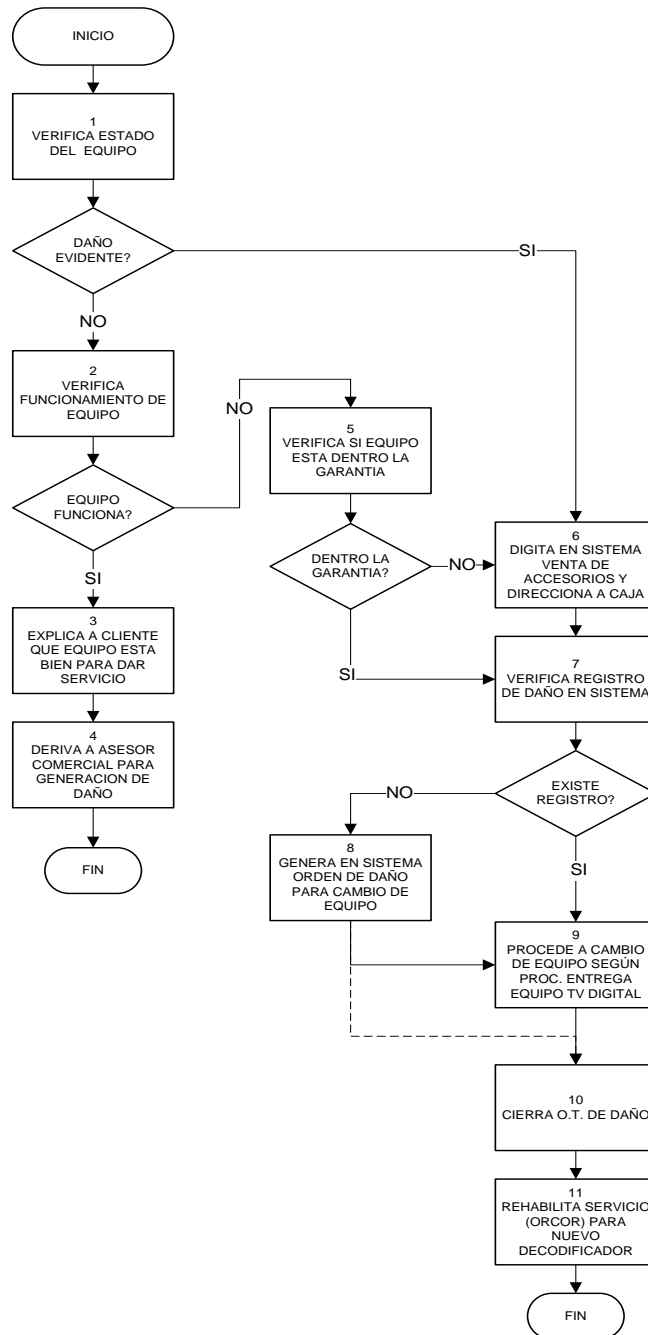 INICIO
1
VERIFICA ESTADO
DEL EQUIPO
DAÑO
EVIDENTE?
SI
NO
2
VERIFICA
FUNCIONAMIENTO DE
EQUIPO
NO
5
VERIFICA SI EQUIPO
ESTA DENTRO LA
GARANTIA
EQUIPO
FUNCIONA?
SI
DENTRO LA
GARANTIA?
NO
SI
6
DIGITA EN SISTEMA
VENTA DE
ACCESORIOS Y
DIRECCIONA A CAJA
3
EXPLICA A CLIENTE
QUE EQUIPO ESTA
BIEN PARA DAR
SERVICIO
7
VERIFICA REGISTRO
DE DAÑO EN SISTEMA
4
DERIVA A ASESOR
COMERCIAL PARA
GENERACION DE
DAÑO
FIN
EXISTE
REGISTRO?
NO
SI
8
GENERA EN SISTEMA
ORDEN DE DAÑO
PARA CAMBIO DE
EQUIPO
9
PROCEDE A CAMBIO
DE EQUIPO SEGÚN
PROC. ENTREGA
EQUIPO TV DIGITAL
10
CIERRA O.T. DE DAÑO
11
REHABILITA SERVICIO
(ORCOR) PARA
NUEVO
DECODIFICADOR
FIN